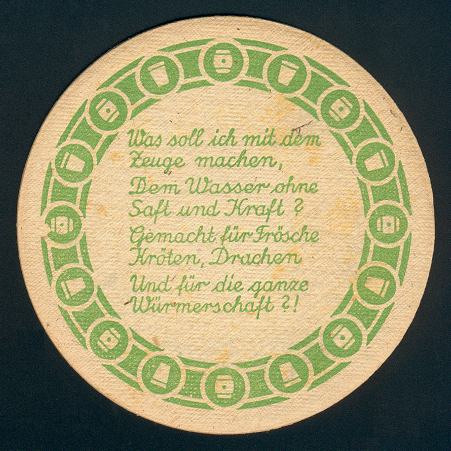 Was soll ich mit dem
Zeuge machen,
Dem Wasser ohne
Saft und Kraft?
Gemacht für Frösche
Kröten, Drachen
Und für die ganze
Würmerschaft?!